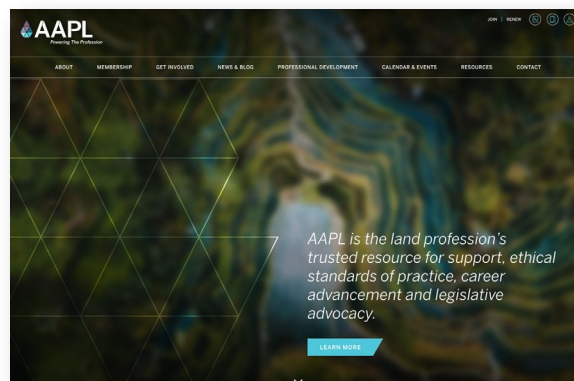 AAPL
Powering The Profession
JOIN | RENEW
ABOUT MEMBERSHIP GET INVOLVED NEWS & BLOG PROFESSIONAL DEVELOPMENT CALENDAR & EVENTS RESOURCES CONTACT
AAPL is the land profession's
trusted resource for support, ethical
standards of practice, career
advancement and legislative
advocacy.
LEARN MORE